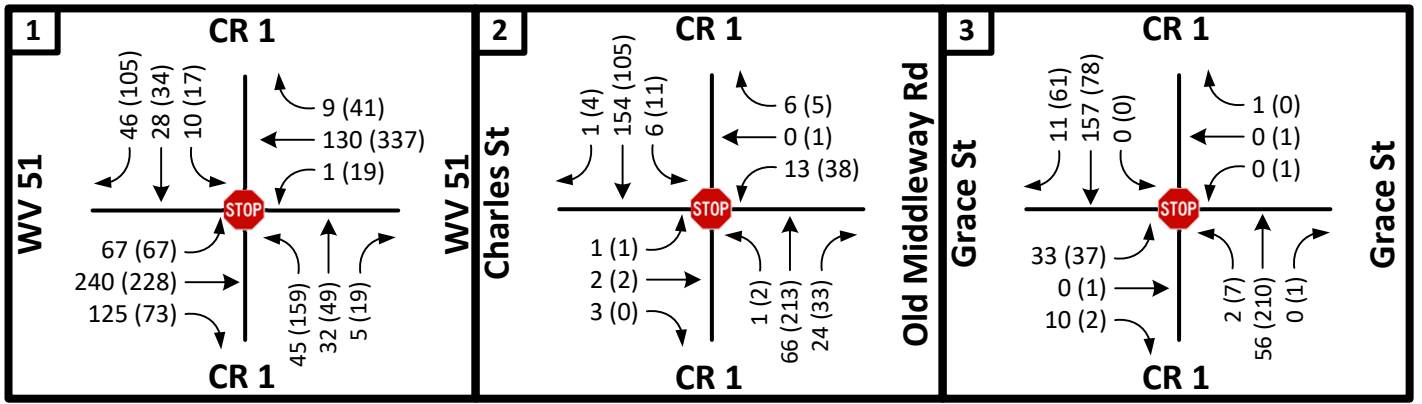 1
CR 1
WV 51
46 (105)
28 (34)
10 (17)
9 (41)
130 (337)
1 (19)
STOP
67 (67)
240 (228)
125 (73)
45 (159)
32 (49)
5 (19)
WV 51
CR 1
2
CR 1
Charles St
1 (4)
154 (105)
6 (11)
6 (5)
0 (1)
13 (38)
STOP
1 (1)
2 (2)
3 (0)
1 (2)
66 (213)
24 (33)
Old Middleway Rd
CR 1
3
CR 1
Grace St
11 (61)
157 (78)
0 (0)
1 (0)
0 (1)
0 (1)
STOP
33 (37)
0 (1)
10 (2)
2 (7)
56 (210)
0 (1)
Grace St
CR 1